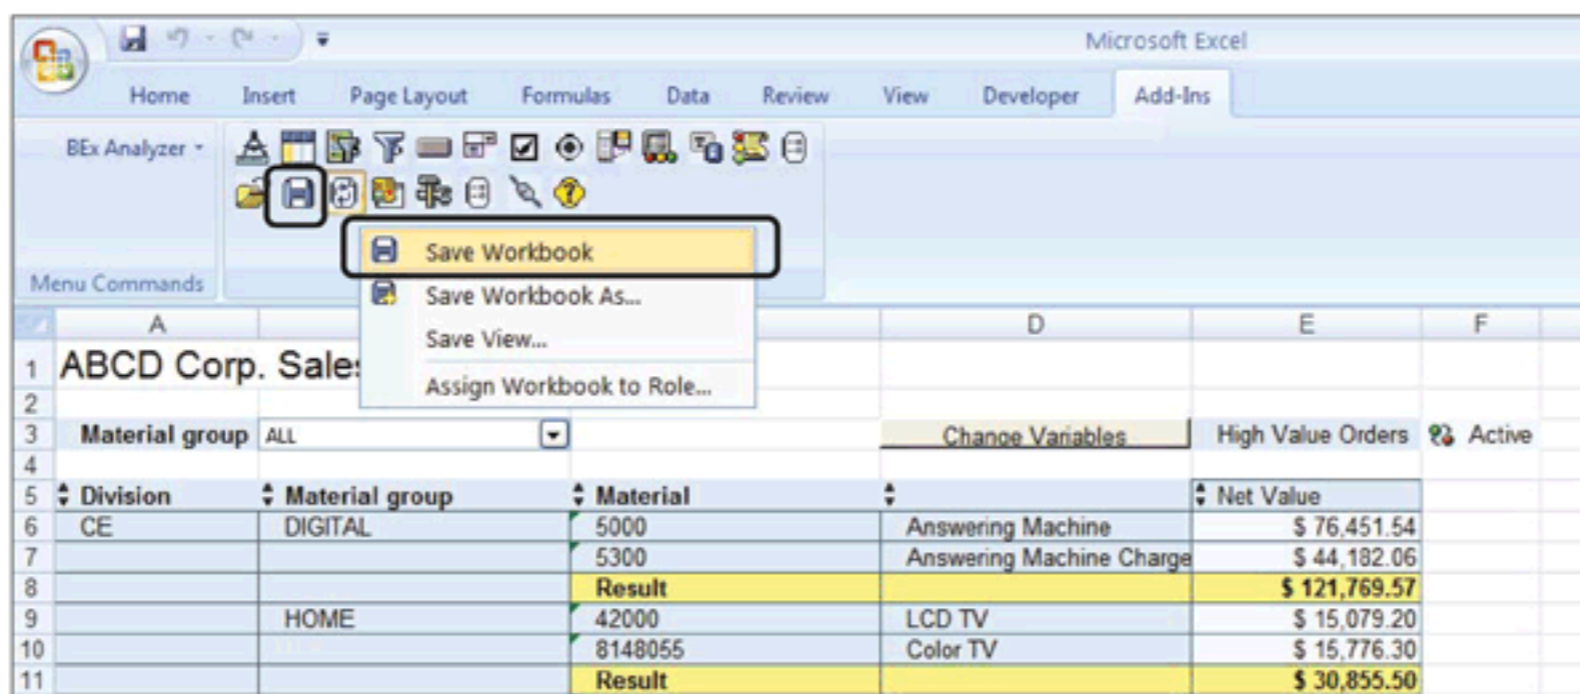 Microsoft Excel
Home Insert Page Layout Formulas Data Review View Developer Add-Ins
BEx Analyzer
Save Workbook
Save Workbook As...
Save View...
Assign Workbook to Role...
Menu Commands
A D E F
1 ABCD Corp. Sales
2
3 Material group ALL Change Variables High Value Orders Active
4
5 Division Material group Material Net Value
6 CE DIGITAL 5000 Answering Machine $ 76,451.54
7 5300 Answering Machine Charge $ 44,182.06
8 Result $ 121,769.57
9 HOME 42000 LCD TV $ 15,079.20
10 8148055 Color TV $ 15,776.30
11 Result $ 30,855.50